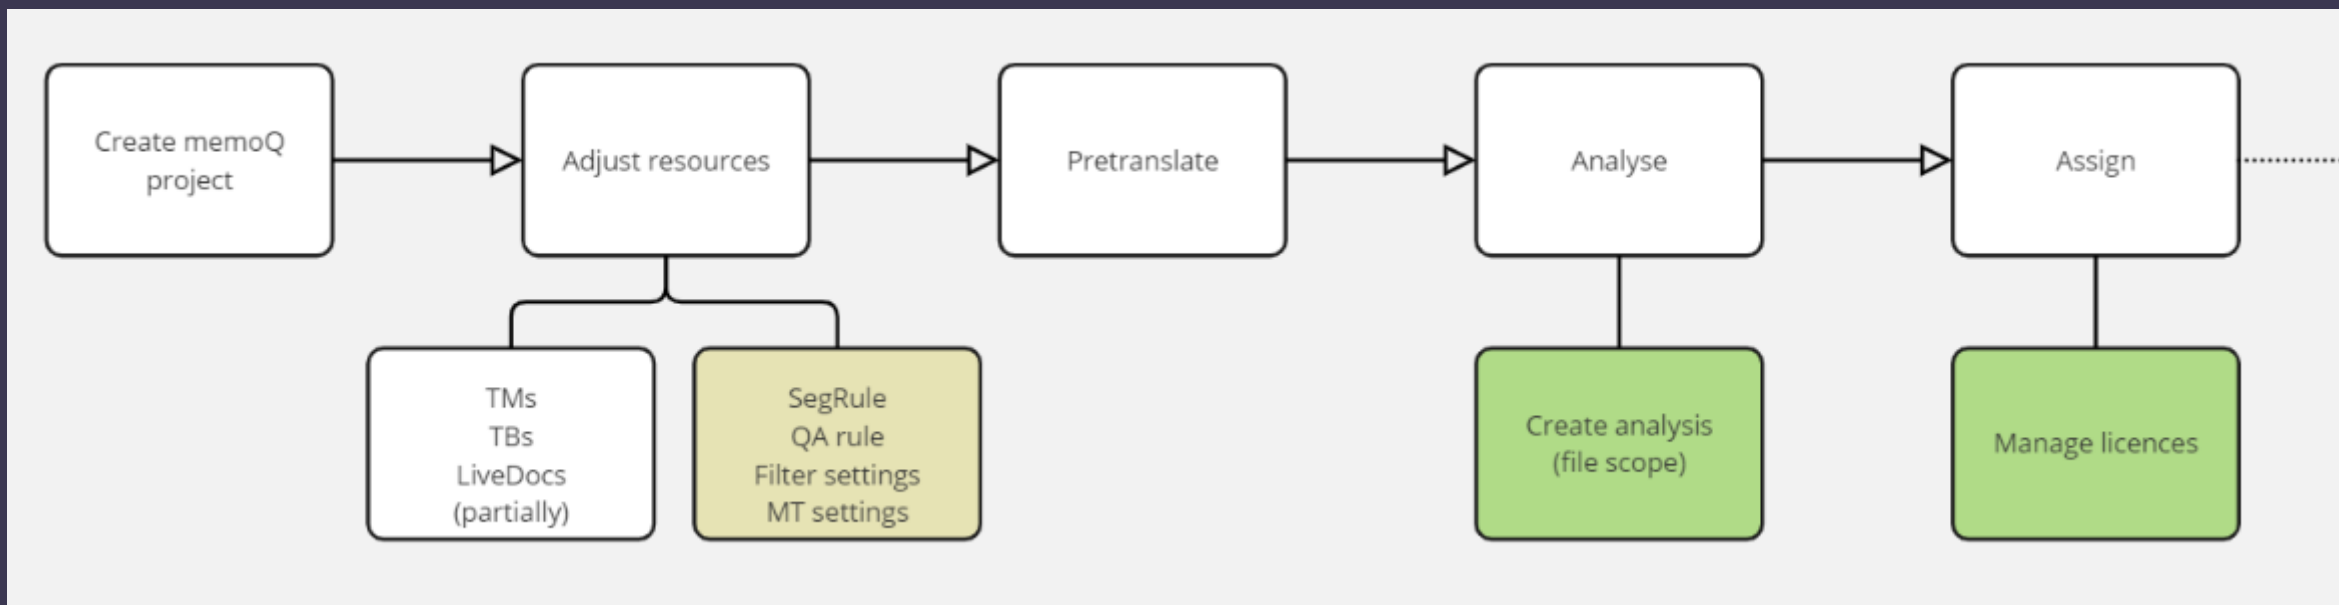 Create memoQ
project
Adjust resources
Pretranslate
Analyse
Assign
TMs
TBs
LiveDocs
(partially)
SegRule
QA rule
Filter settings
MT settings
Create analysis
(file scope)
Manage licences